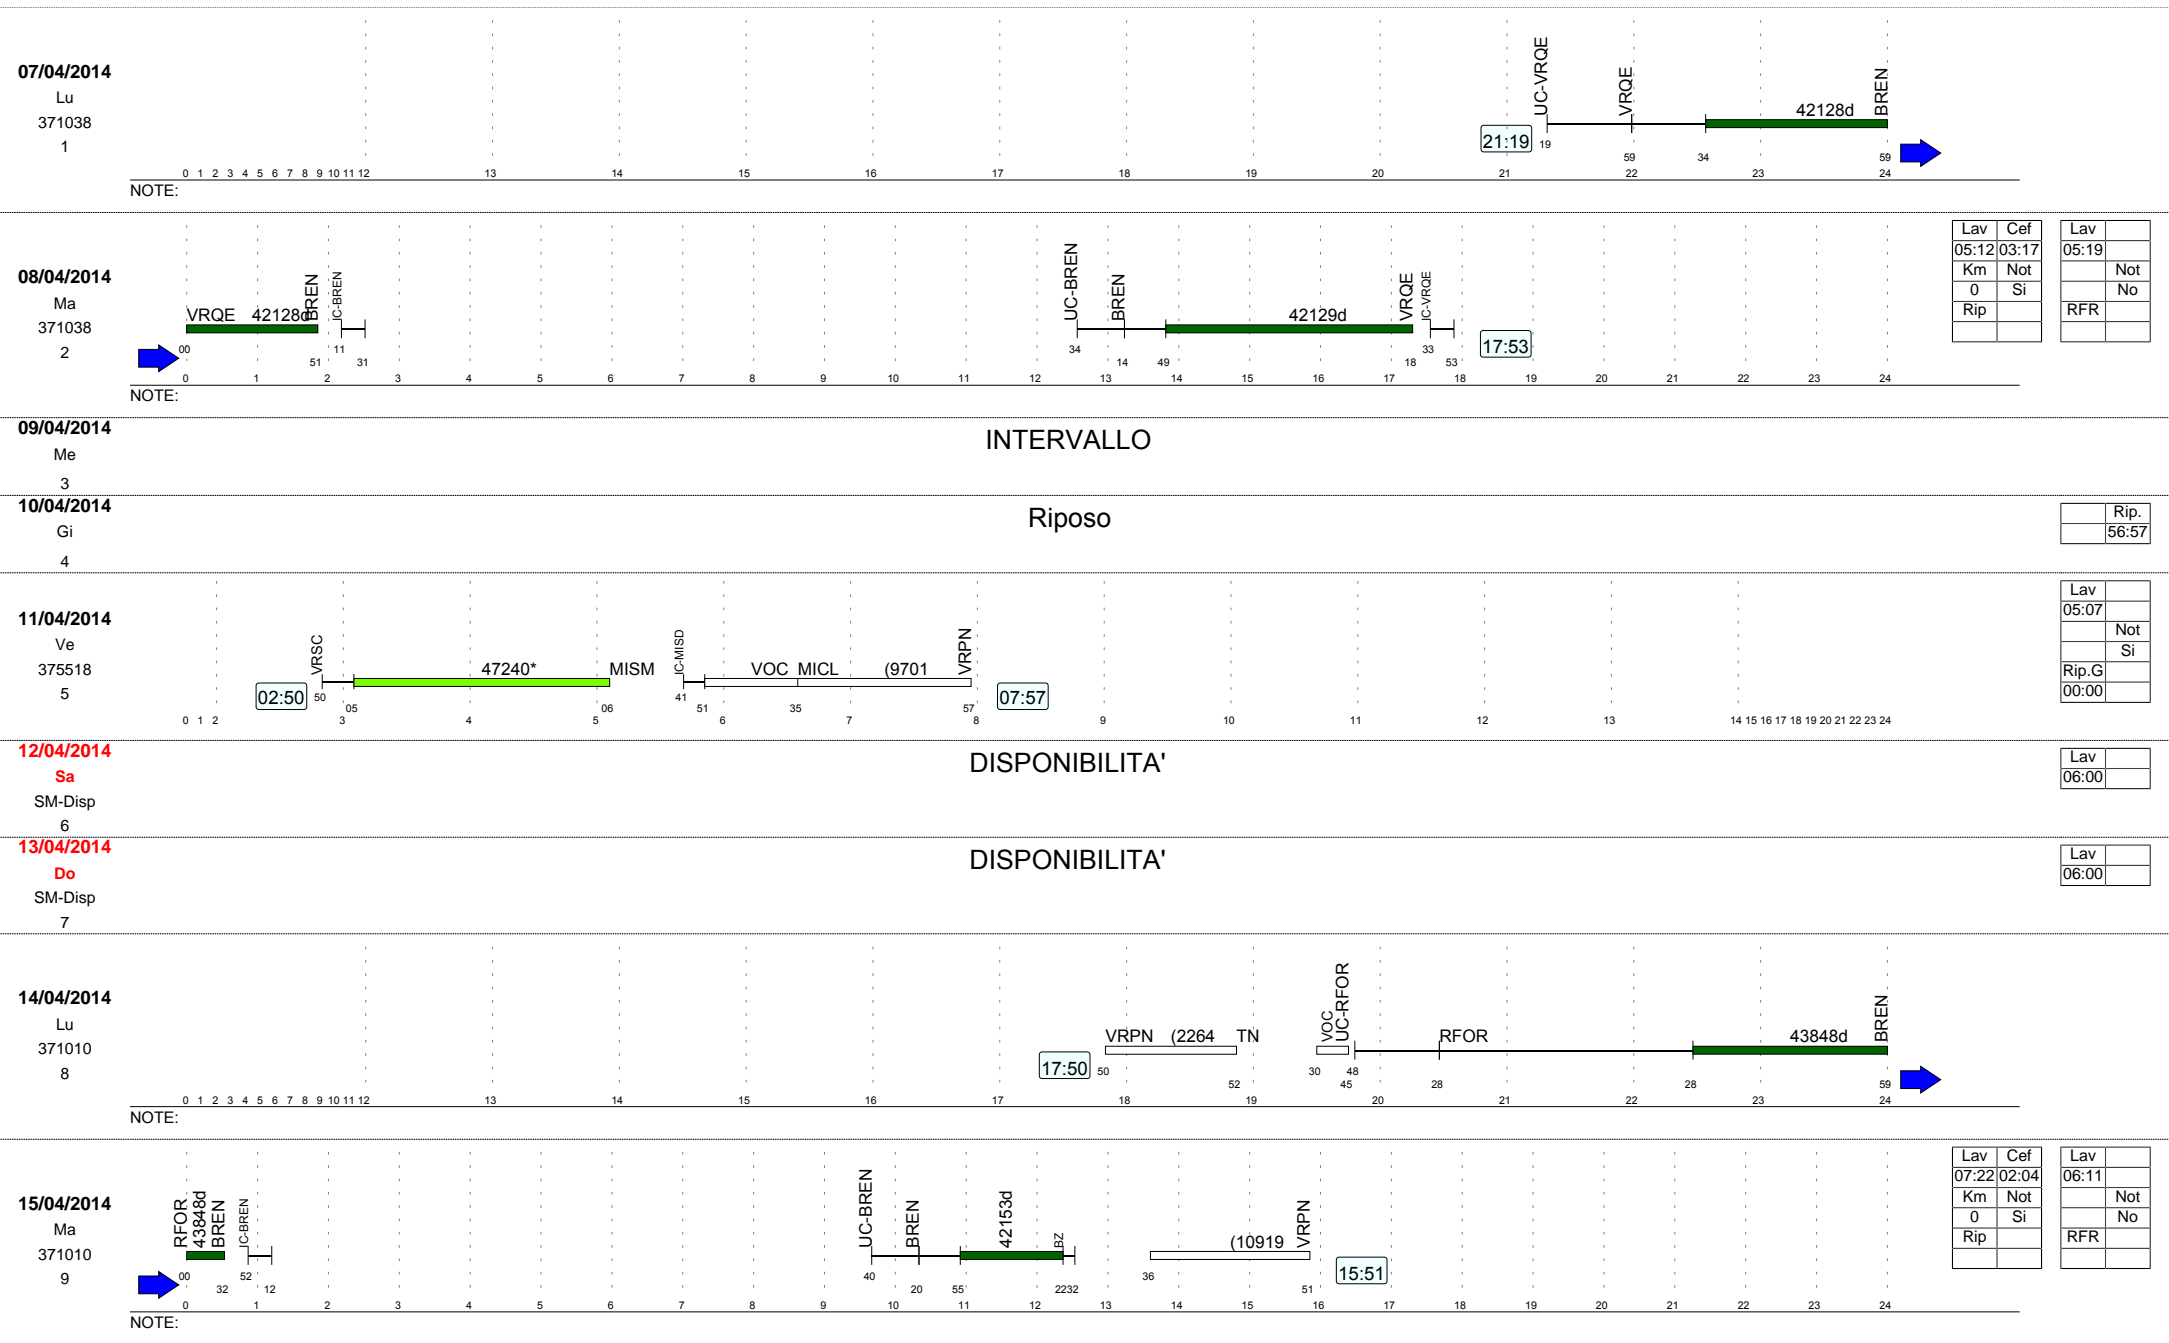 07/04/2014
Lu
371038
1
21:19
UC-VRQE
VRQE
42128d
BREN
19 59 34 59
0 1 2 3 4 5 6 7 8 9 10 11 12 13 14 15 16 17 18 19 20 21 22 23 24
NOTE:
08/04/2014
Ma
371038
2
VRQE 42128d
BREN
IC-BREN
UC-BREN
BREN
42129d
VRQE
IC-VRQE
17:53
00 51 11 31 34 14 49 18 33 53
0 1 2 3 4 5 6 7 8 9 10 11 12 13 14 15 16 17 18 19 20 21 22 23 24
NOTE:
Lav Cef
05:12 03:17
Km Not
0 Si
Rip
Lav
05:19
Not
No
RFR
09/04/2014
Me
3
INTERVALLO
10/04/2014
Gi
4
Riposo
Rip.
56:57
11/04/2014
Ve
375518
5
02:50
VRSC
47240*
MISM
IC-MISD
VOC MICL (9701
VRPN
07:57
50 05 06 41 51 35 57
0 1 2 3 4 5 6 7 8 9 10 11 12 13 14 15 16 17 18 19 20 21 22 23 24
Lav
05:07
Not
Si
Rip.G
00:00
12/04/2014
Sa
SM-Disp
6
DISPONIBILITA'
Lav
06:00
13/04/2014
Do
SM-Disp
7
DISPONIBILITA'
Lav
06:00
14/04/2014
Lu
371010
8
17:50
VRPN (2264 TN
VOC
UC-RFOR
RFOR
43848d
BREN
50 52 30 45 48 28 28 59
0 1 2 3 4 5 6 7 8 9 10 11 12 13 14 15 16 17 18 19 20 21 22 23 24
NOTE:
15/04/2014
Ma
371010
9
RFOR
43848d
BREN
IC-BREN
UC-BREN
BREN
42153d
BZ
(10919
VRPN
15:51
00 32 52 12 40 20 55 2232 36 51
0 1 2 3 4 5 6 7 8 9 10 11 12 13 14 15 16 17 18 19 20 21 22 23 24
NOTE:
Lav Cef
07:22 02:04
Km Not
0 Si
Rip
Lav
06:11
Not
No
RFR